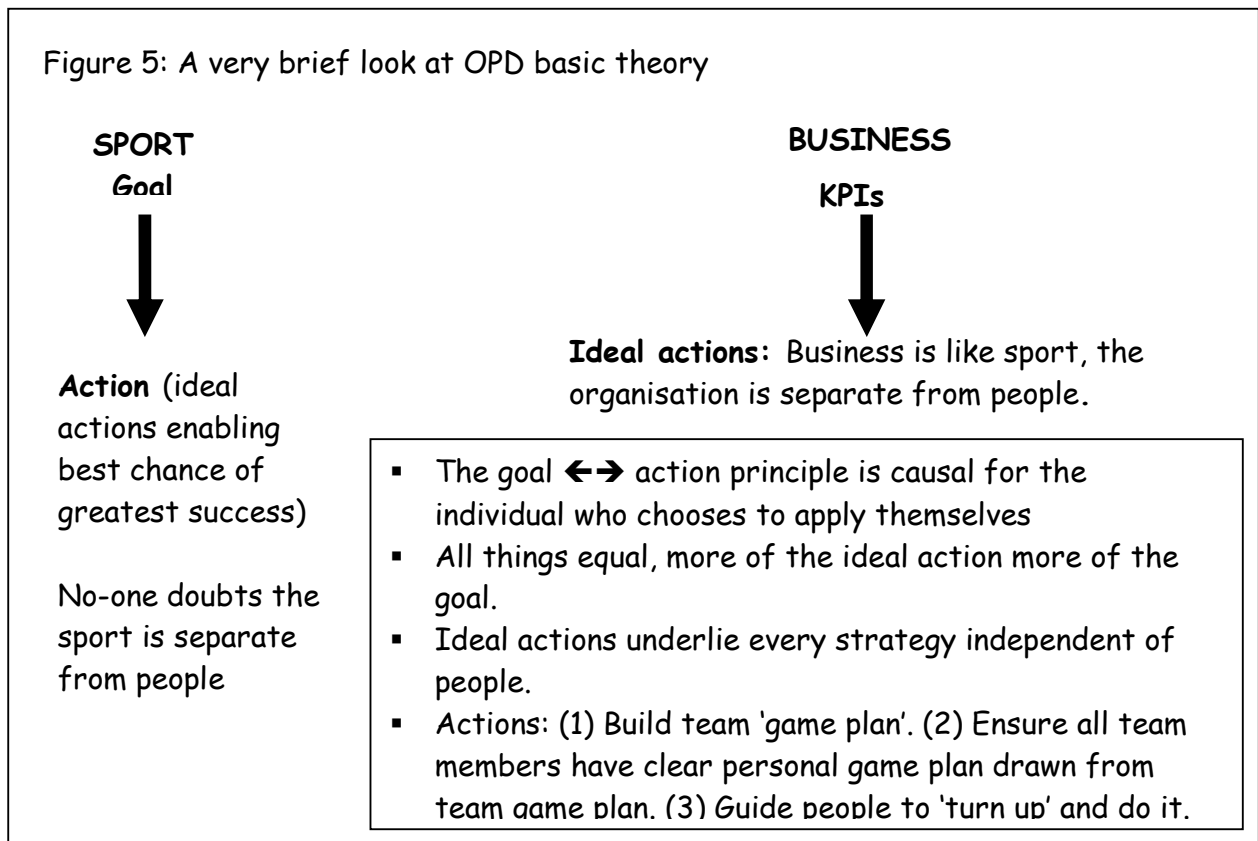 Figure 5: A very brief look at OPD basic theory
SPORT
Goal
Action (ideal
actions enabling
best chance of
greatest success)
No-one doubts the
sport is separate
from people
BUSINESS
KPIs
Ideal actions: Business is like sport, the
organisation is separate from people.
▪ The goal ←→ action principle is causal for the
individual who chooses to apply themselves
▪ All things equal, more of the ideal action more of the
goal.
▪ Ideal actions underlie every strategy independent of
people.
▪ Actions: (1) Build team ‘game plan’. (2) Ensure all team
members have clear personal game plan drawn from
team game plan. (3) Guide people to ‘turn up’ and do it.